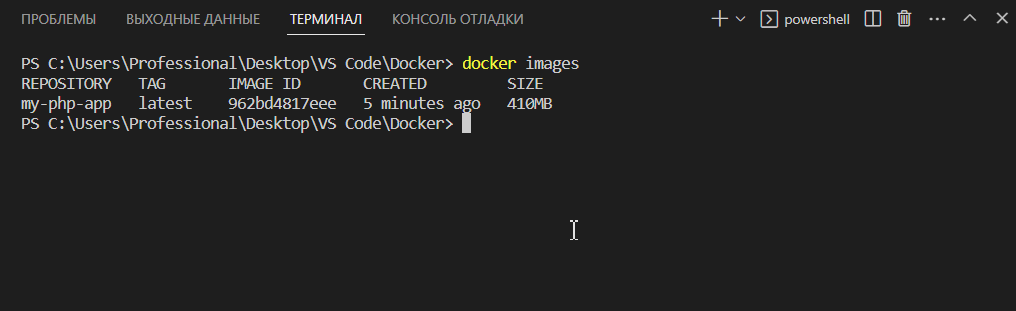 ПРОБЛЕМЫ ВЫХОДНЫЕ ДАННЫЕ ТЕРМИНАЛ КОНСОЛЬ ОТЛАДКИ powershell
PS C:\Users\Professional\Desktop\VS Code\Docker> docker images
REPOSITORY TAG IMAGE ID CREATED SIZE
my-php-app latest 962bd4817eee 5 minutes ago 410MB
PS C:\Users\Professional\Desktop\VS Code\Docker>